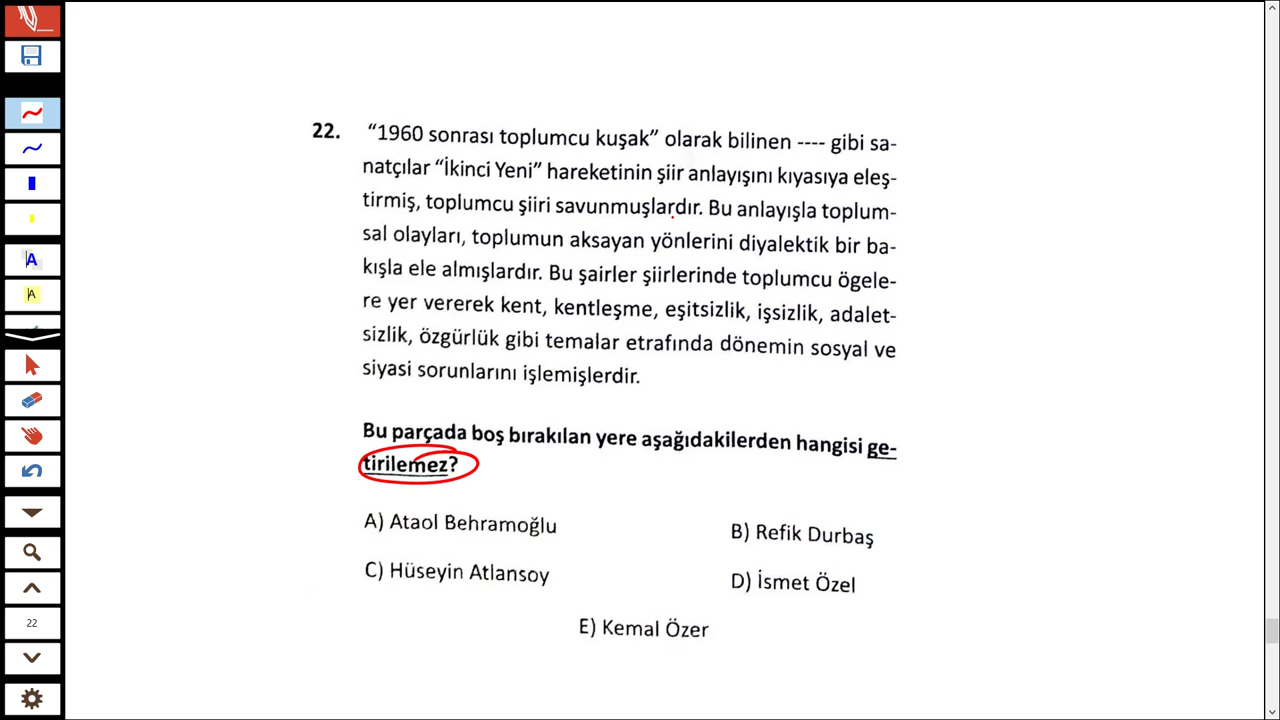 22. “1960 sonrası toplumcu kuşak” olarak bilinen ---- gibi sa-
natçılar “İkinci Yeni” hareketinin şiir anlayışını kıyasıya eleş-
tirmiş, toplumcu şiiri savunmuşlardır. Bu anlayışla toplum-
sal olayları, toplumun aksayan yönlerini diyalektik bir ba-
kışla ele almışlardır. Bu şairler şiirlerinde toplumcu ögele-
re yer vererek kent, kentleşme, eşitsizlik, işsizlik, adalet-
sizlik, özgürlük gibi temalar etrafında dönemin sosyal ve
siyasi sorunlarını işlemişlerdir.
Bu parçada boş bırakılan yere aşağıdakilerden hangisi ge-
tirilemez?
A) Ataol Behramoğlu
B) Refik Durbaş
C) Hüseyin Atlansoy
D) İsmet Özel
E) Kemal Özer
A
A
22